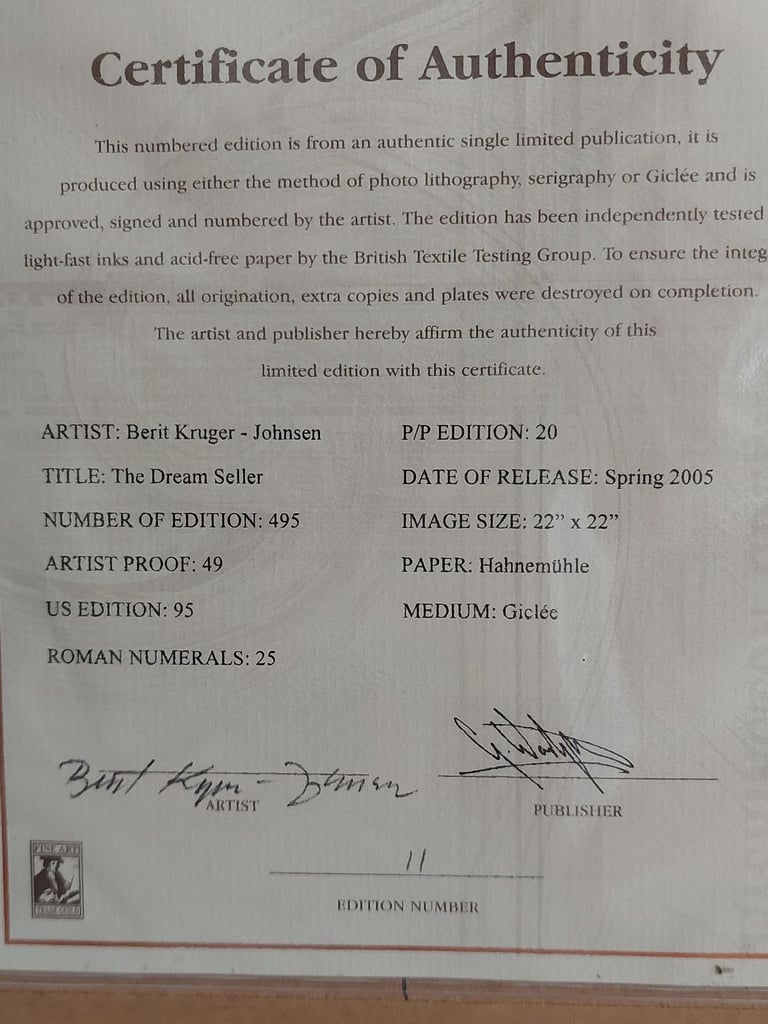 Certificate of Authenticity
This numbered edition is from an authentic single limited publication, it is
produced using either the method of photo lithography, serigraphy or Giclée and is
approved, signed and numbered by the artist. The edition has been independently tested
light-fast inks and acid-free paper by the British Textile Testing Group. To ensure the integ
of the edition, all origination, extra copies and plates were destroyed on completion.
The artist and publisher hereby affirm the authenticity of this
limited edition with this certificate.
ARTIST: Berit Kruger - Johnsen
P/P EDITION: 20
TITLE: The Dream Seller
DATE OF RELEASE: Spring 2005
NUMBER OF EDITION: 495
IMAGE SIZE: 22” x 22”
ARTIST PROOF: 49
PAPER: Hahnemühle
US EDITION: 95
MEDIUM: Giclée
ROMAN NUMERALS: 25
ARTIST
PUBLISHER
11
EDITION NUMBER
FINE ART
TRADE GUILD